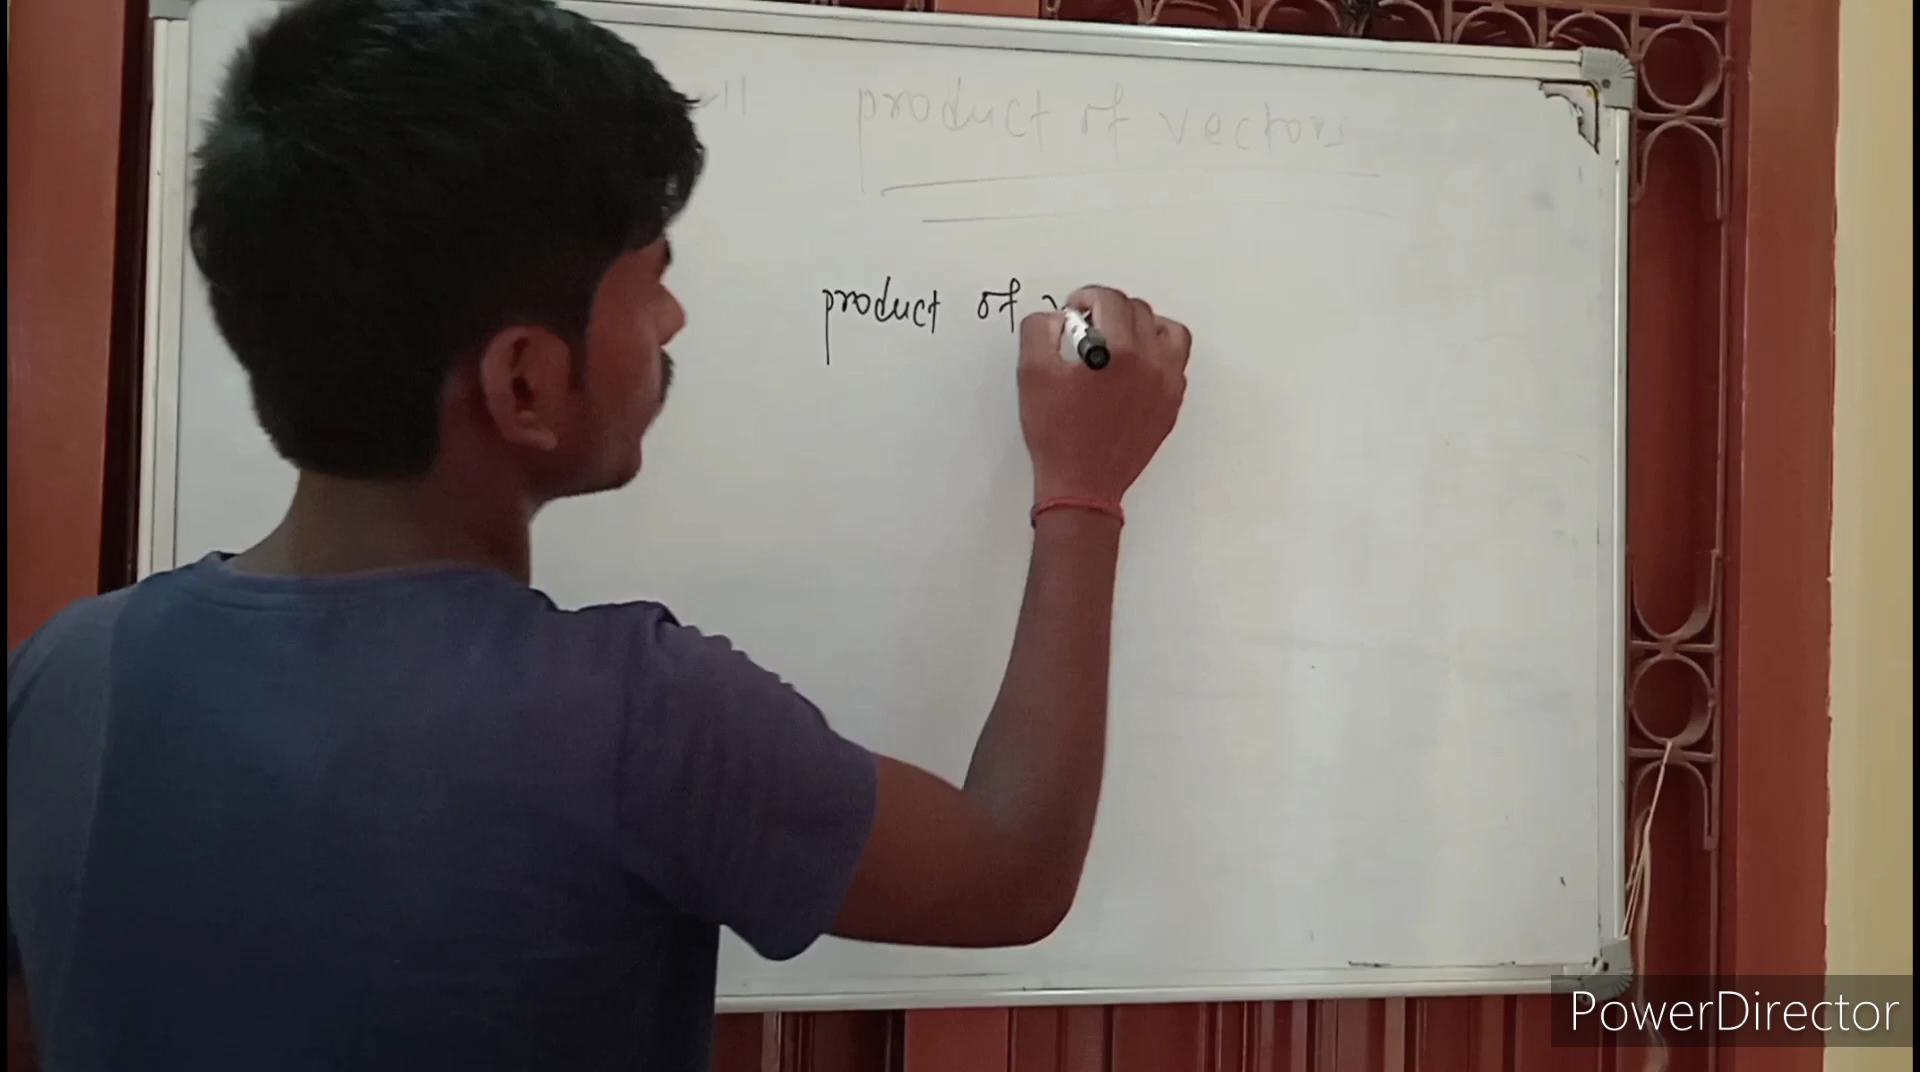 product of vectors
product of v
PowerDirector